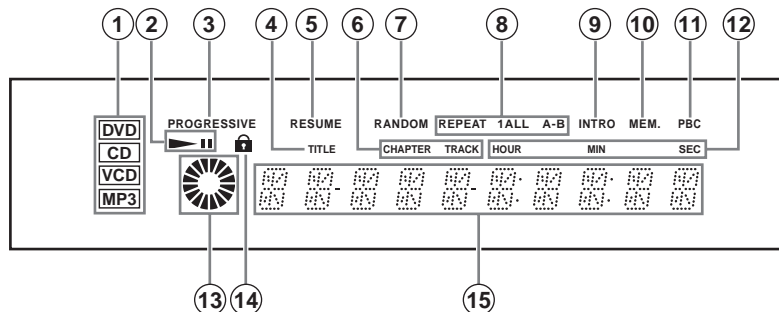 1 2 3 4 5 6 7 8 9 10 11 12
PROGRESSIVE RESUME RANDOM REPEAT 1ALL A-B INTRO MEM. PBC
DVD
TITLE CHAPTER TRACK HOUR MIN SEC
CD
VCD
MP3
13 14 15